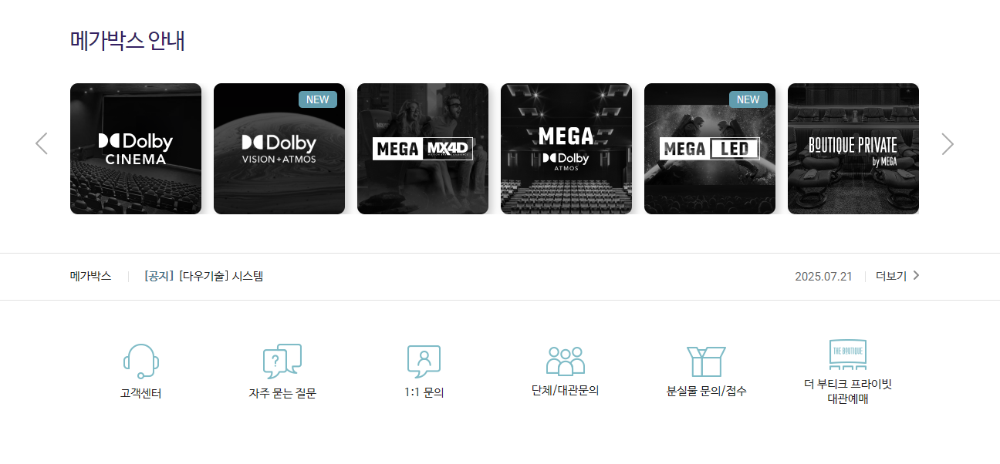 메가박스 안내
Dolby
CINEMA
NEW
Dolby
VISION+ATMOS
MEGA MX4D
MEGA
Dolby
ATMOS
NEW
MEGA LED
BOUTIQUE PRIVATE
by MEGA
메가박스 [공지] [다우기술] 시스템 2025.07.21 더보기
고객센터
?
자주 묻는 질문
1:1 문의
단체/대관문의
분실물 문의/접수
THE BOUTIQUE
더 부티크 프라이빗
대관예매